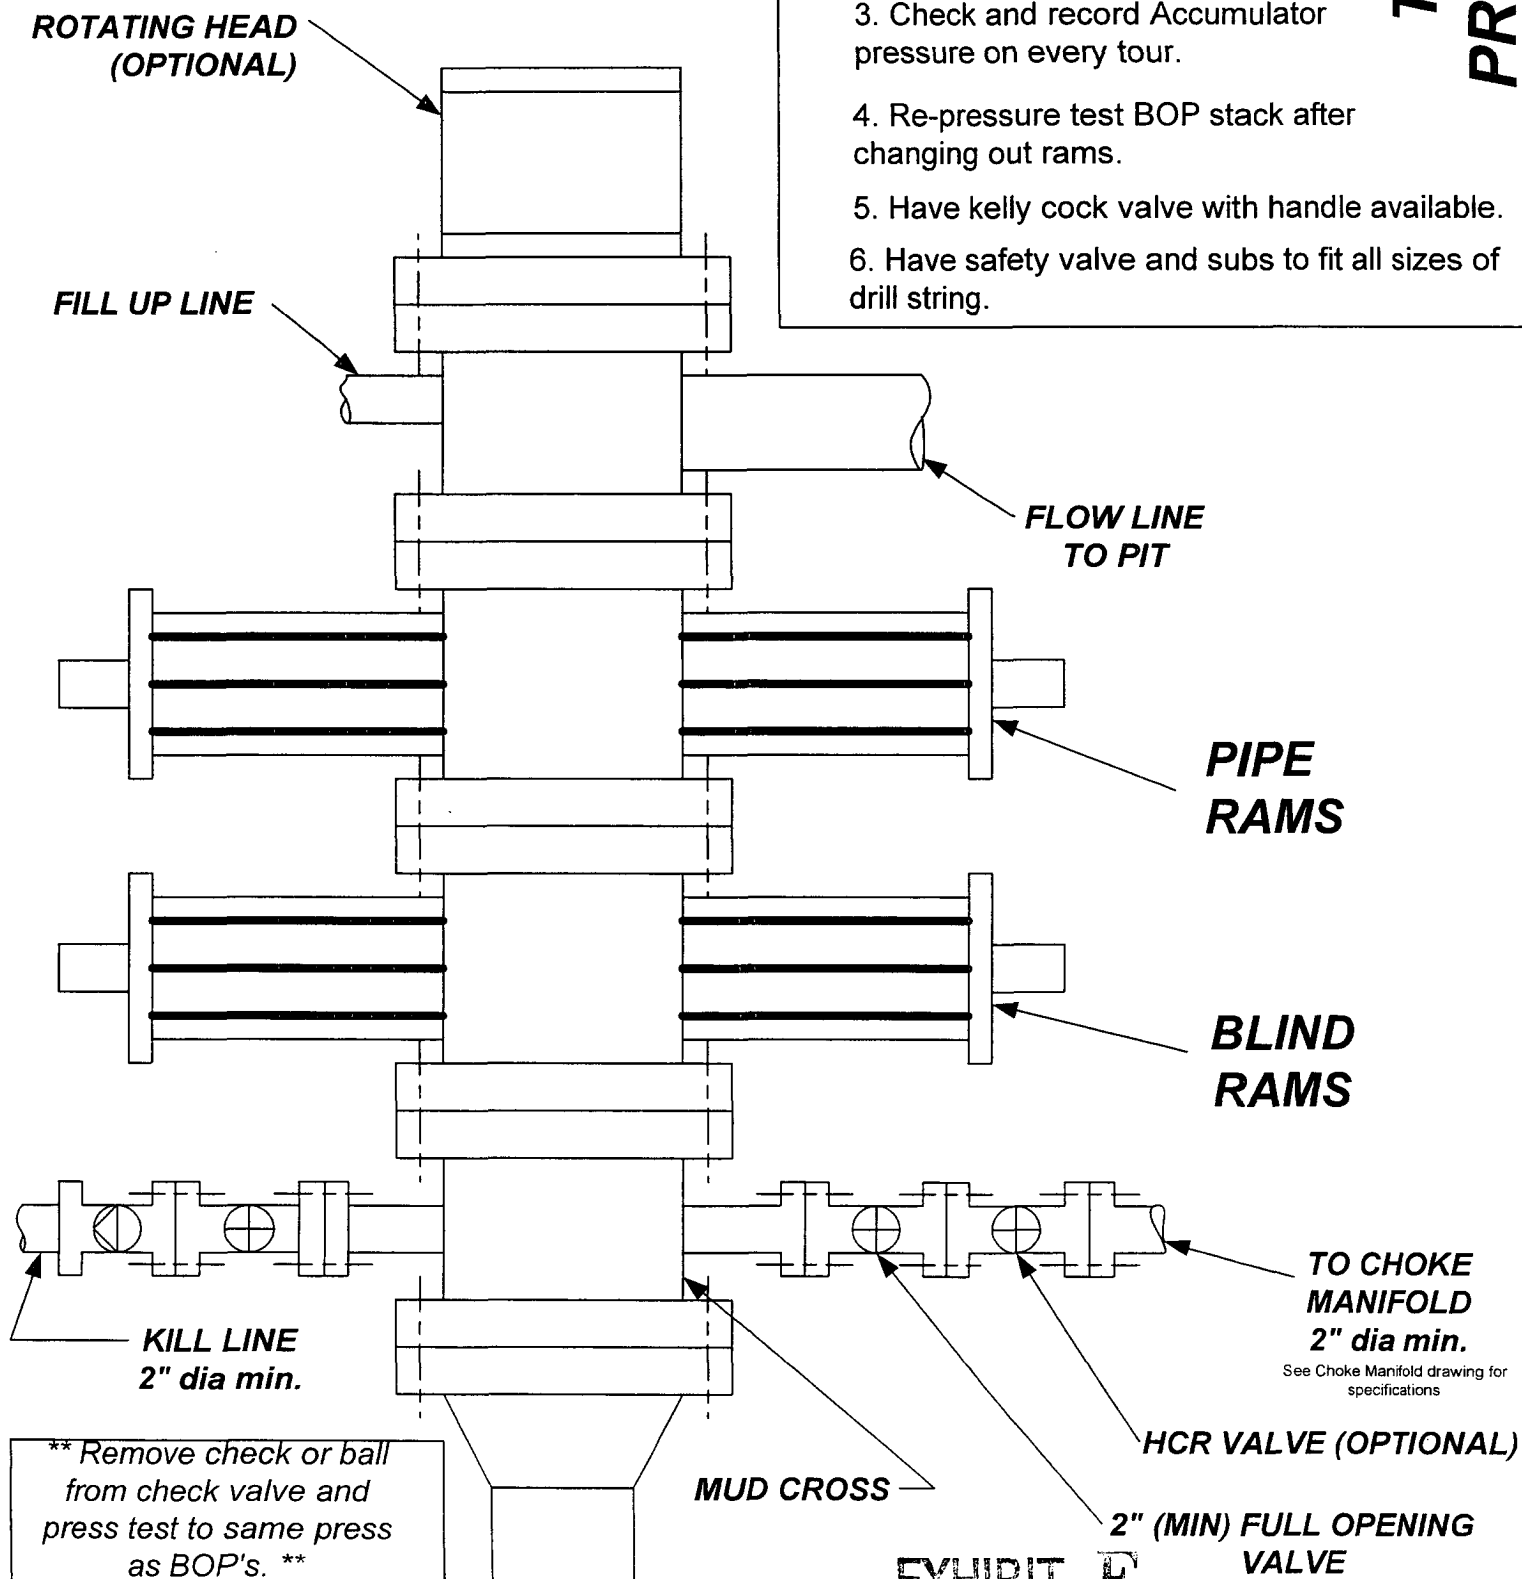 ROTATING HEAD
(OPTIONAL)
3. Check and record Accumulator
pressure on every tour.
4. Re-pressure test BOP stack after
changing out rams.
5. Have kelly cock valve with handle available.
6. Have safety valve and subs to fit all sizes of
drill string.
PR
FILL UP LINE
FLOW LINE
TO PIT
PIPE
RAMS
BLIND
RAMS
KILL LINE
2" dia min.
TO CHOKE
MANIFOLD
2" dia min.
See Choke Manifold drawing for
specifications
HCR VALVE (OPTIONAL)
MUD CROSS
2" (MIN) FULL OPENING
VALVE
** Remove check or ball
from check valve and
press test to same press
as BOP's. **
EXHIBIT F